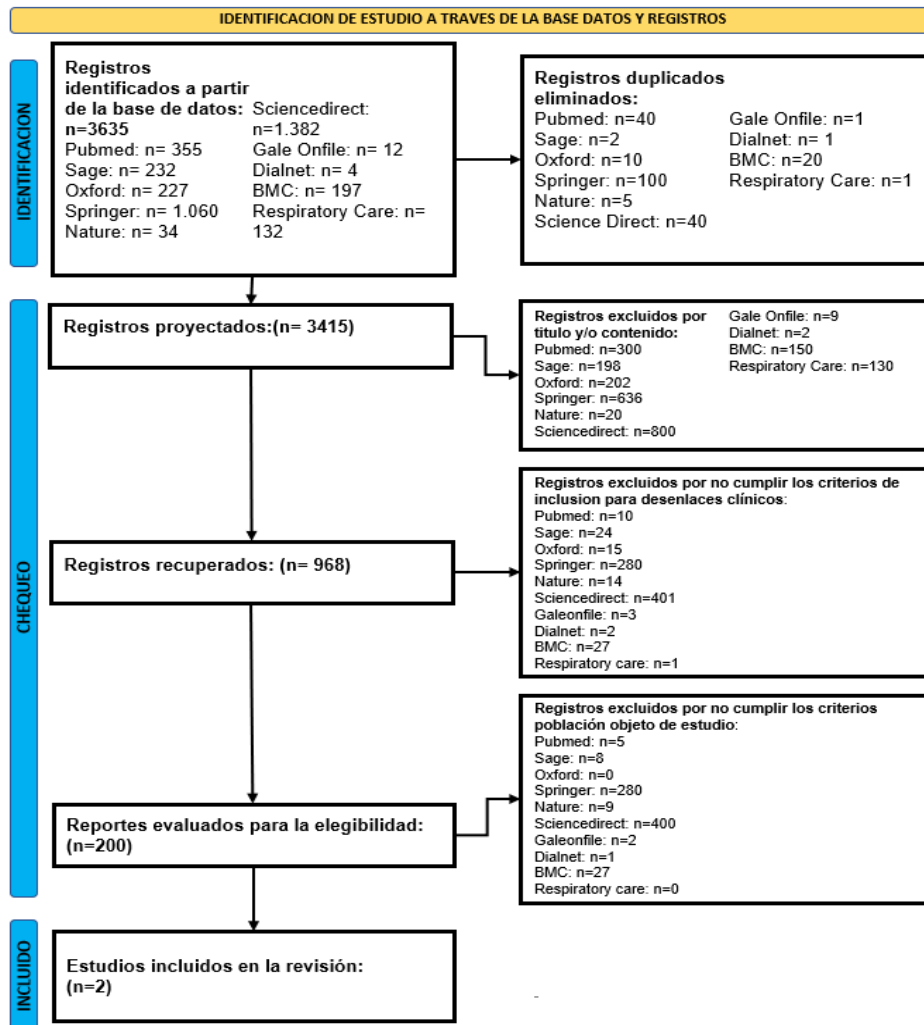 IDENTIFICACION DE ESTUDIO A TRAVES DE LA BASE DATOS Y REGISTROS
IDENTIFICACION
Registros
identificados a partir
de la base de datos:
n=3635
Pubmed: n= 355
Sage: n= 232
Oxford: n= 227
Springer: n= 1.060
Nature: n= 34
Sciencedirect:
n=1.382
Gale Onfile: n= 12
Dialnet: n= 4
BMC: n= 197
Respiratory Care: n=
132
Registros duplicados
eliminados:
Pubmed: n=40
Sage: n=2
Oxford: n=10
Springer: n=100
Nature: n=5
Science Direct: n=40
Gale Onfile: n=1
Dialnet: n= 1
BMC: n=20
Respiratory Care: n=1
CHEQUEO
Registros proyectados:(n= 3415)
Registros excluidos por
titulo y/o contenido:
Pubmed: n=300
Sage: n=198
Oxford: n=202
Springer: n=636
Nature: n=20
Sciencedirect: n=800
Gale Onfile: n=9
Dialnet: n=2
BMC: n=150
Respiratory Care: n=130
Registros recuperados: (n= 968)
Registros excluidos por no cumplir los criterios de
inclusion para desenlaces clínicos:
Pubmed: n=10
Sage: n=24
Oxford: n=15
Springer: n=280
Nature: n=14
Sciencedirect: n=401
Galeonfile: n=3
Dialnet: n=2
BMC: n=27
Respiratory care: n=1
Reportes evaluados para la elegibilidad:
(n=200)
Registros excluidos por no cumplir los criterios
población objeto de estudio:
Pubmed: n=5
Sage: n=8
Oxford: n=0
Springer: n=280
Nature: n=9
Sciencedirect: n=400
Galeonfile: n=2
Dialnet: n=1
BMC: n=27
Respiratory care: n=0
INCLUIDO
Estudios incluidos en la revisión:
(n=2)
-